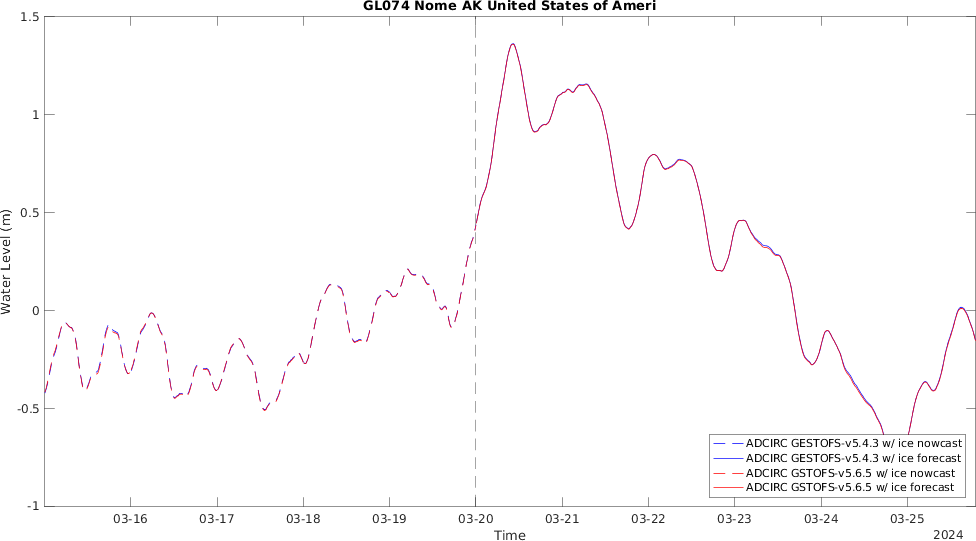 GL074 Nome AK United States of Ameri
1.5
1
0.5
0
-0.5
-1
Water Level (m)
ADCIRC GESTOFS-v5.4.3 w/ ice nowcast
ADCIRC GESTOFS-v5.4.3 w/ ice forecast
ADCIRC GSTOFS-v5.6.5 w/ ice nowcast
ADCIRC GSTOFS-v5.6.5 w/ ice forecast
03-16 03-17 03-18 03-19 03-20 03-21 03-22 03-23 03-24 03-25
Time
2024